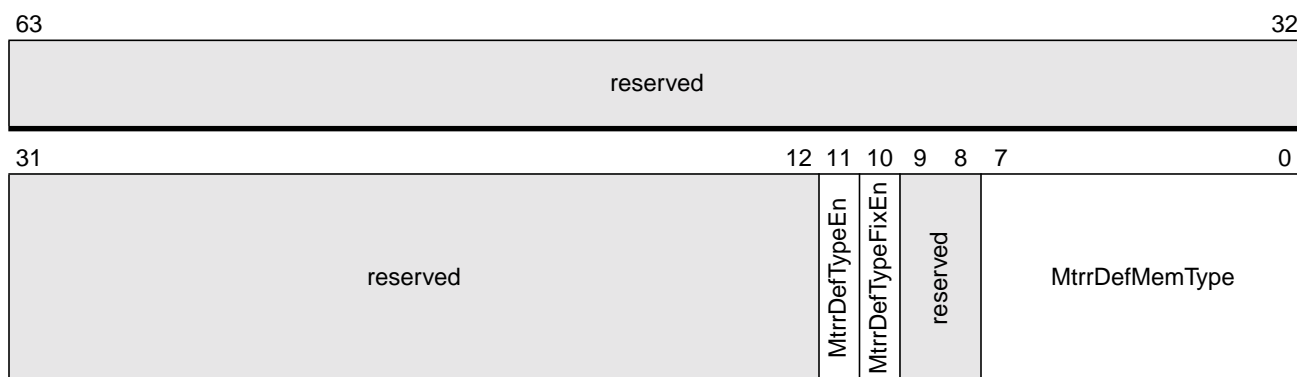 63 32
reserved
31 12 11 10 9 8 7 0
reserved MtrrDefTypeEn MtrrDefTypeFixEn reserved MtrrDefMemType